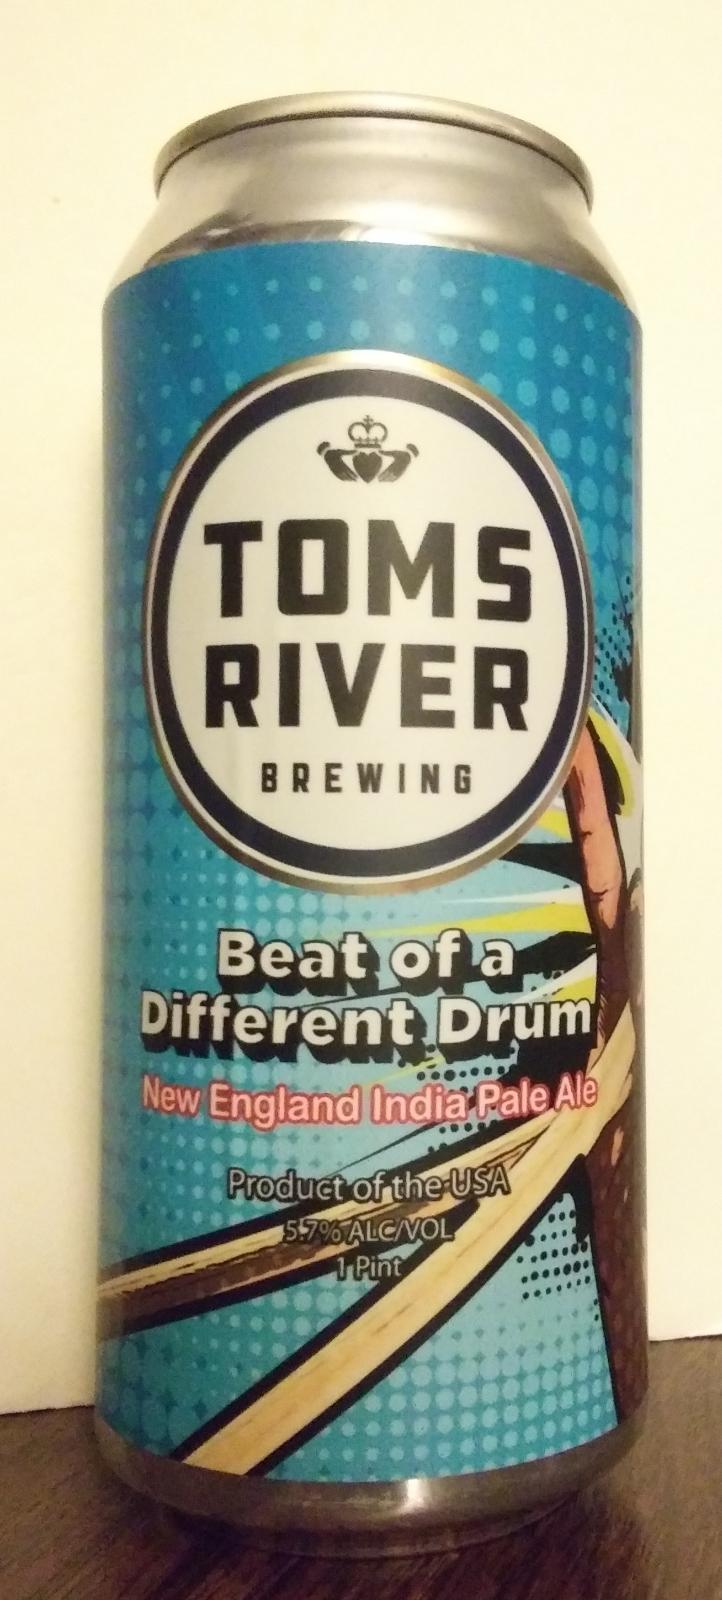 TOMS
RIVER
BREWING
Beat of a
Different Drum
New England India Pale Ale
Product of the USA
5.7% ALC/VOL
1 Pint